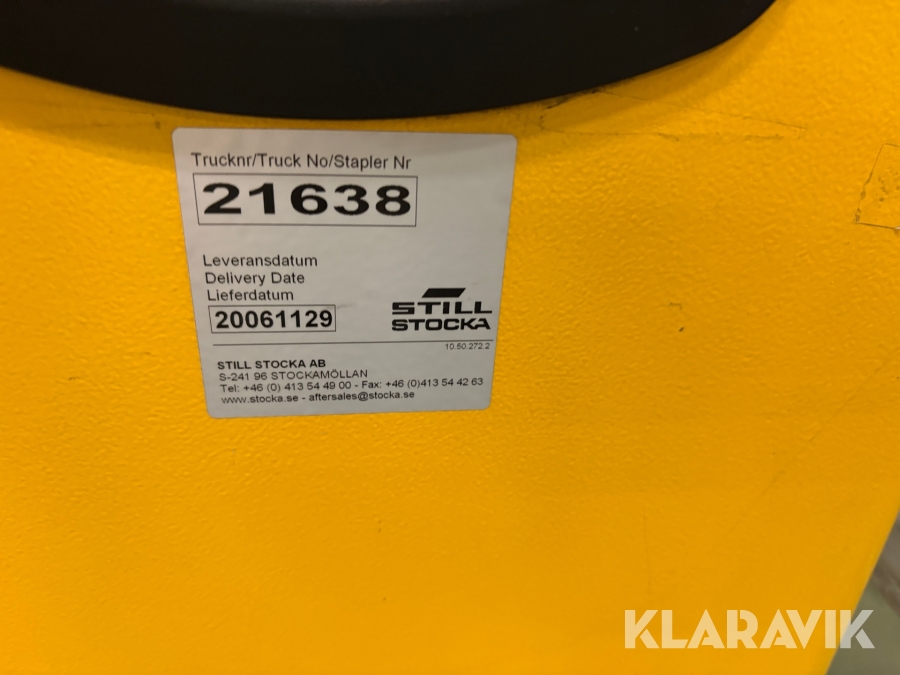 Trucknr/Truck No/Stapler Nr
21638
Leveransdatum
Delivery Date
Lieferdatum
20061129
STILL
STOCKA
10.50.272.2
STILL STOCKA AB
S-241 96 STOCKAMÖLLAN
Tel: +46 (0) 413 54 49 00 - Fax: +46 (0)413 54 42 63
www.stocka.se - aftersales@stocka.se
KLARAVIK